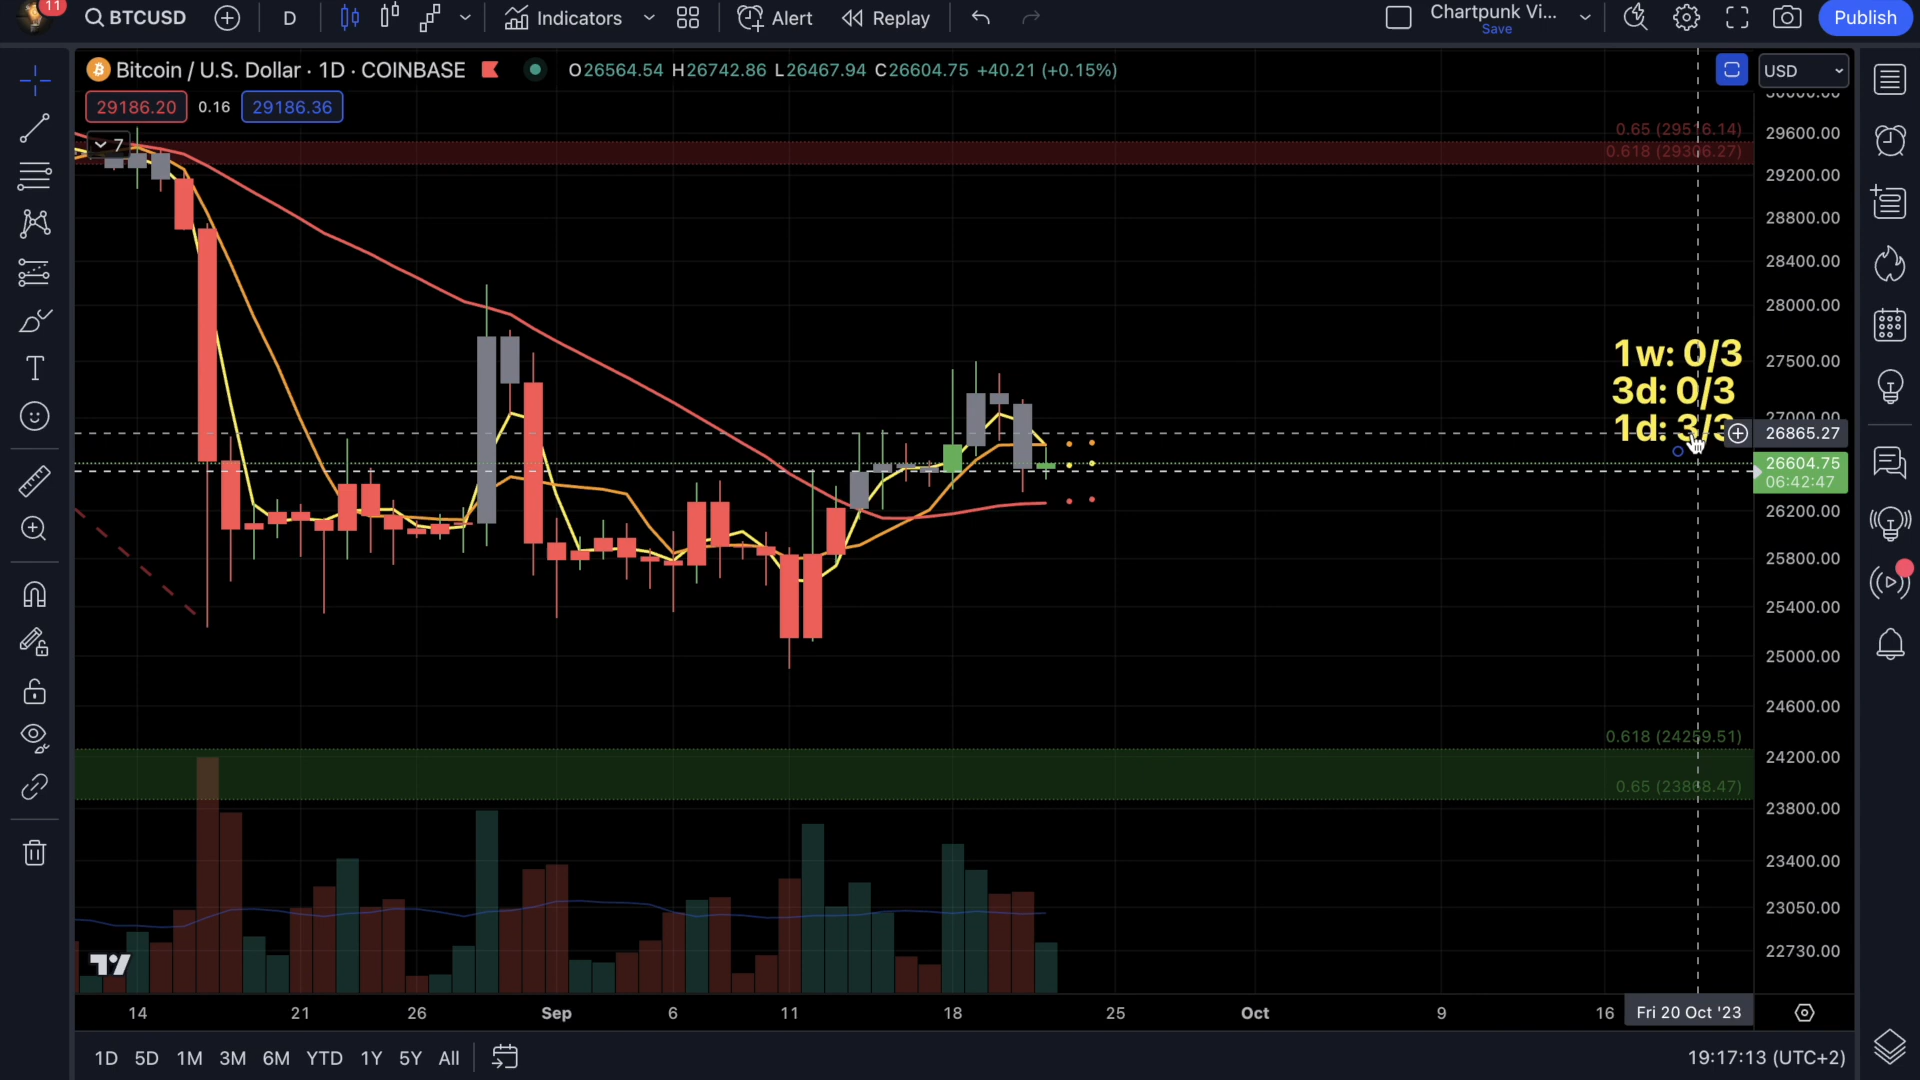 11
BTCUSD
D
Indicators
Alert
Replay
Chartpunk Vi...
Save
Publish
Bitcoin / U.S. Dollar · 1D · COINBASE
O26564.54 H26742.86 L26467.94 C26604.75 +40.21 (+0.15%)
USD
29186.20 0.16 29186.36
7
0.65 (29516.14)
0.618 (29306.27)
29600.00
29200.00
28800.00
28400.00
28000.00
27500.00
27000.00
1w: 0/3
3d: 0/3
1d: 3/3
26865.27
26604.75
06:42:47
26200.00
25800.00
25400.00
25000.00
24600.00
0.618 (24259.51)
24200.00
0.65 (23868.47)
23800.00
23400.00
23050.00
22730.00
14 21 26 Sep 6 11 18 25 Oct 9 16 Fri 20 Oct '23
1D 5D 1M 3M 6M YTD 1Y 5Y All
19:17:13 (UTC+2)